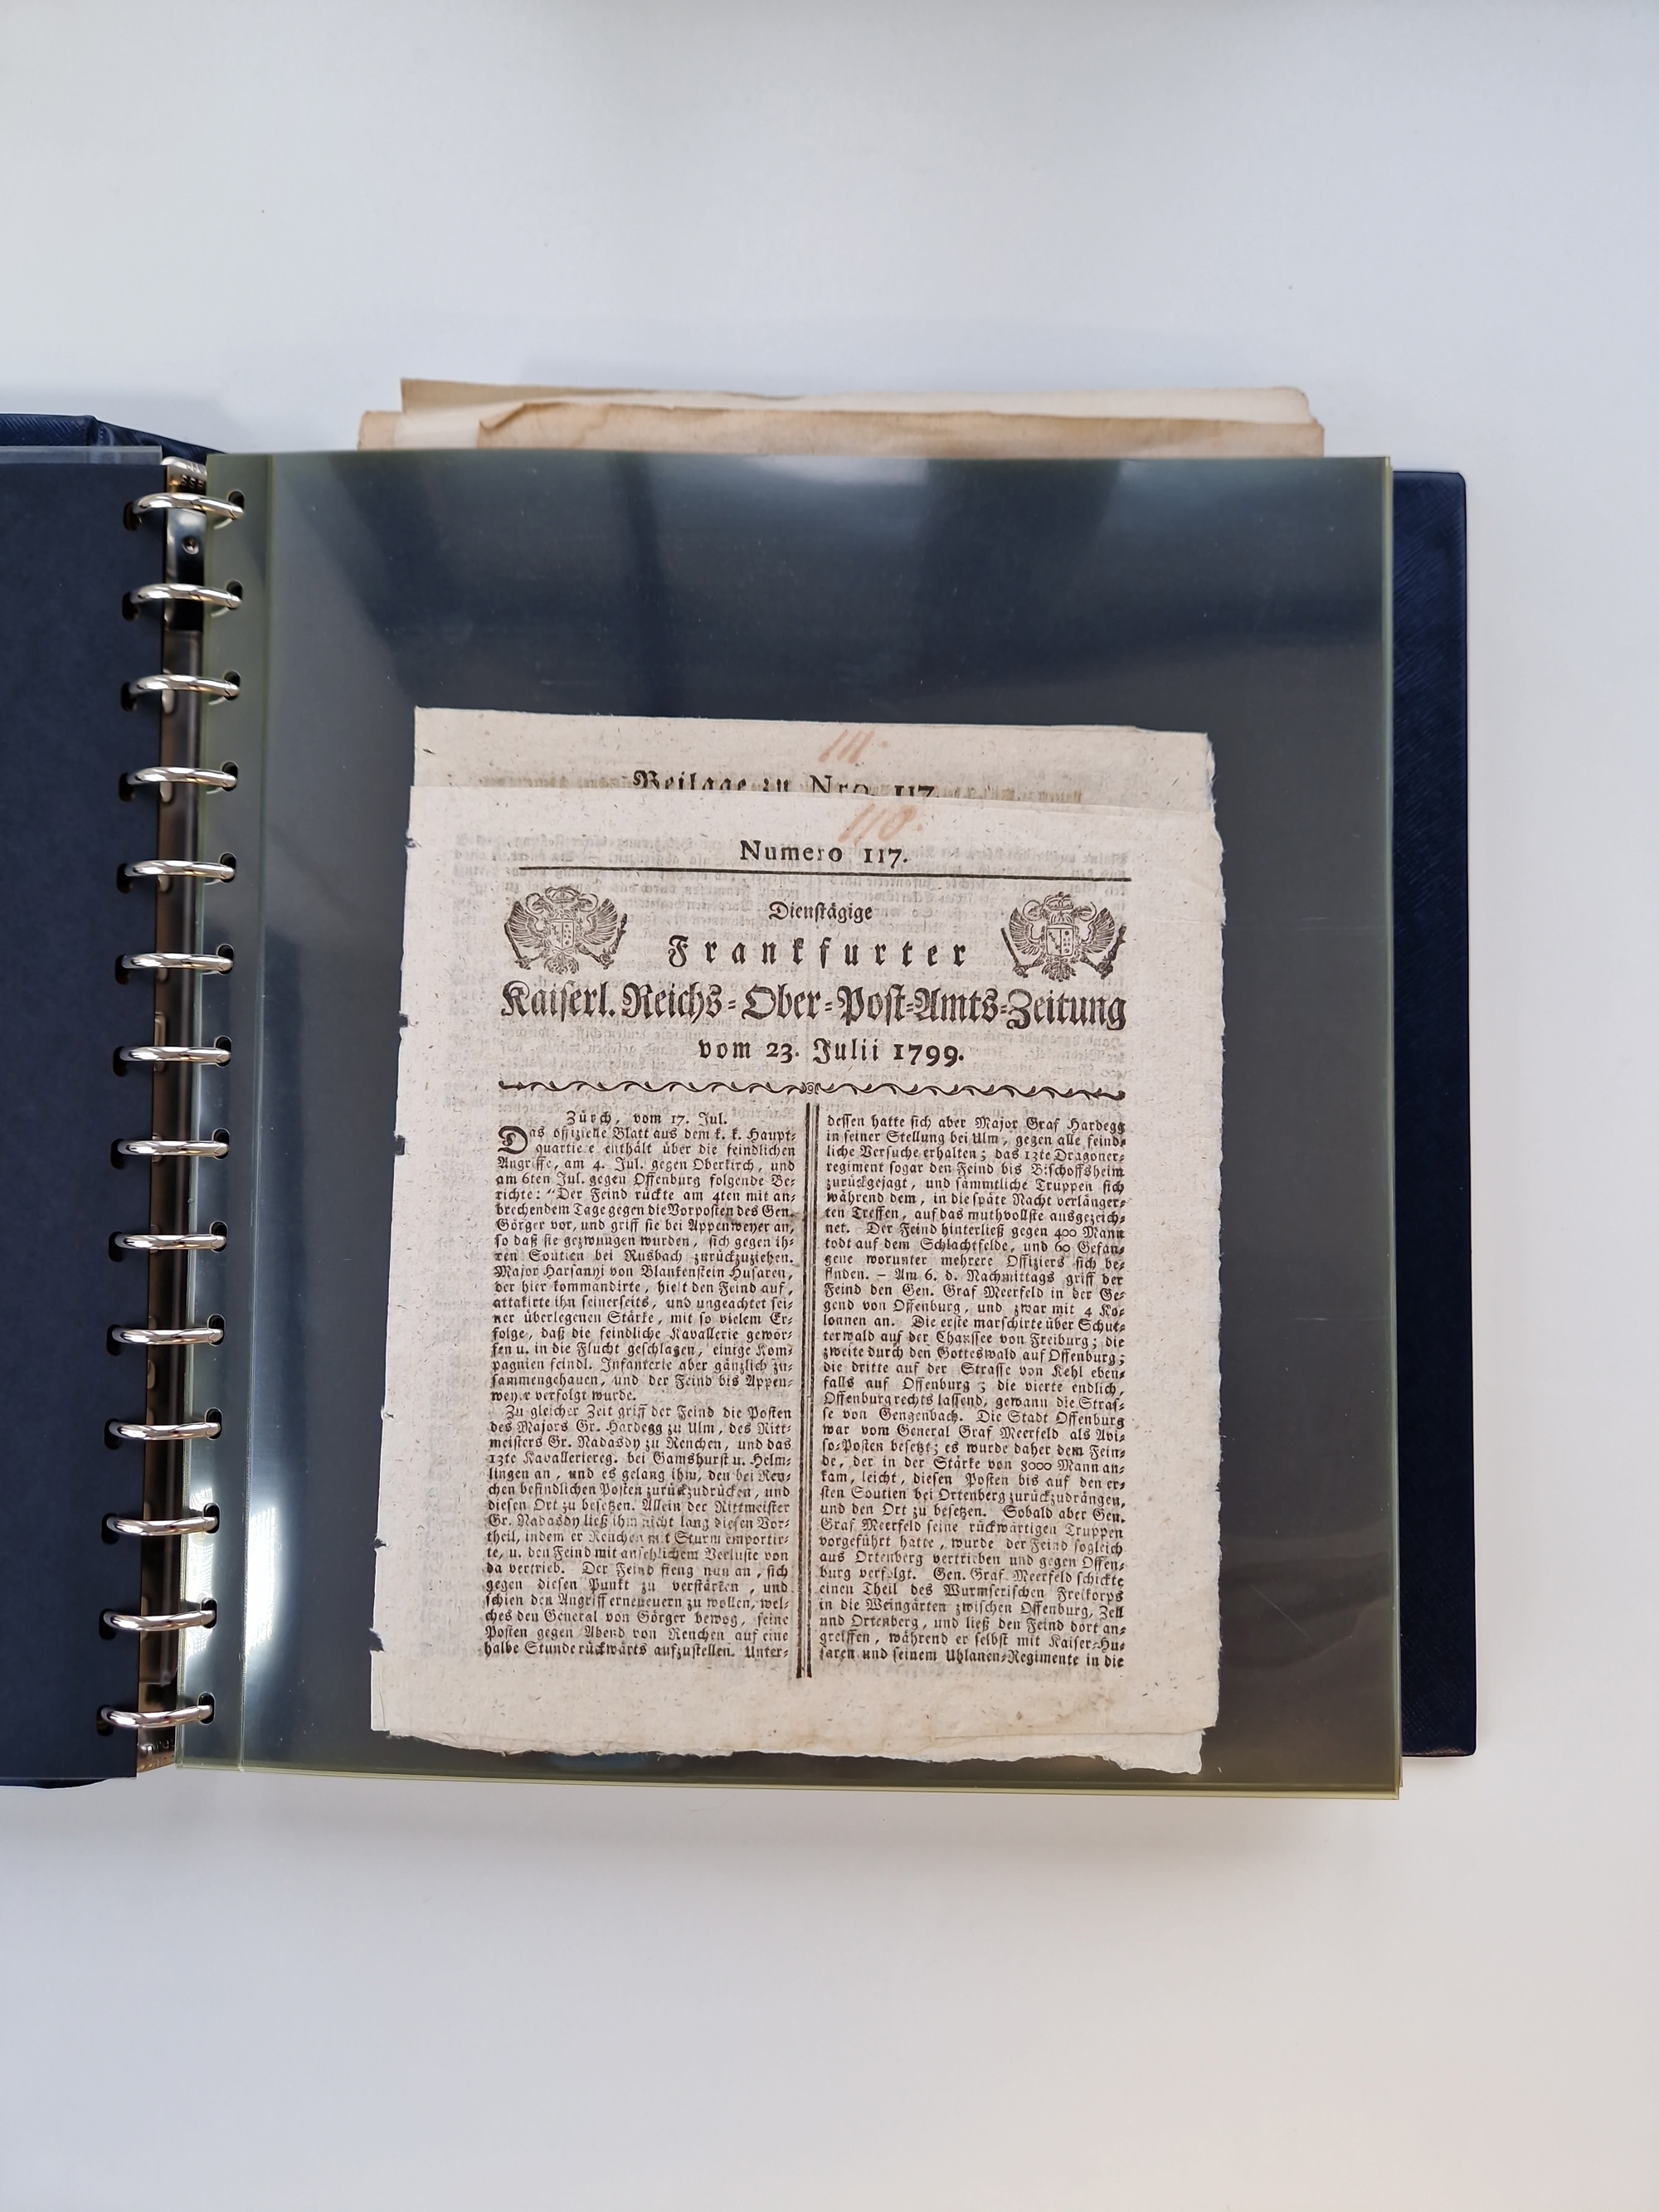 111.
Beilage zu Nro. 117.
110.
Numero 117.
Dienstägige
Frankfurter
Kaiserl. Reichs-Ober-Post-Amts-Zeitung
vom 23. Julii 1799.
Zürch, vom 17. Jul.
Das offizielle Blatt aus dem k. k. Haupt-
quartiere enthält über die feindlichen
Angriffe, am 4. Jul. gegen Oberkirch, und
am 6ten Jul. gegen Offenburg folgende Be-
richte: "Der Feind rückte am 4ten mit an-
brechendem Tage gegen die Vorposten des Gen.
Görger vor, und griff sie bei Appenweyer an,
so daß sie gezwungen wurden, sich gegen ih-
ren Soutien bei Rusbach zurückzuziehen.
Major Harsanyi von Blankenstein Husaren,
der hier kommandirte, hielt den Feind auf,
attakirte ihn seinerseits, und ungeachtet sei-
ner überlegenen Stärke, mit so vielem Er-
folge, daß die feindliche Kavallerie gewor-
fen u. in die Flucht geschlagen, einige Kom-
pagnien feindl. Infanterie aber gänzlich zu-
sammengehauen, und der Feind bis Appen-
weyer verfolgt wurde.
Zu gleicher Zeit griff der Feind die Posten
des Majors Gr. Hardegg zu Ulm, des Ritt-
meisters Gr. Nadasdy zu Renchen, und das
13te Kavalleriereg. bei Gamshurst u. Helm-
lingen an, und es gelang ihm, den bei Ren-
chen befindlichen Posten zurückzudrücken, und
diesen Ort zu besetzen. Allein der Rittmeister
Gr. Nadasdy ließ ihm nicht lang diesen Vor-
theil, indem er Renchen mit Sturm emportir-
te, u. den Feind mit ansehlichem Verluste von
da vertrieb. Der Feind fieng nun an, sich
gegen diesen Punkt zu verstärken, und
schien den Angriff erneuern zu wollen, wel-
ches den General von Görger bewog, seine
Posten gegen Abend von Renchen auf eine
halbe Stunde rückwärts aufzustellen. Unter-
dessen hatte sich aber Major Graf Hardegg
in seiner Stellung bei Ulm, gegen alle feind-
liche Versuche erhalten; das 13te Dragoner-
regiment sogar den Feind bis Bischoffsheim
zurückgejagt, und sämmtliche Truppen sich
während dem, in die späte Nacht verlänger-
ten Treffen, auf das muthvollste ausgezeich-
net. Der Feind hinterließ gegen 400 Mann
todt auf dem Schlachtfelde, und 60 Gefan-
gene worunter mehrere Offiziers sich be-
finden. – Am 6. d. Nachmittags griff der
Feind den Gen. Graf Meerfeld in der Ge-
gend von Offenburg, und zwar mit 4 Ko-
lonnen an. Die erste marschirte über Schut-
terwald auf der Chaussee von Freiburg; die
zweite durch den Gotteswald auf Offenburg;
die dritte auf der Strasse von Kehl eben-
falls auf Offenburg; die vierte endlich,
Offenburg rechts lassend, gewann die Stras-
se von Gengenbach. Die Stadt Offenburg
war vom General Graf Meerfeld als Avi-
so-Posten besetzt; es wurde daher dem Fein-
de, der in der Stärke von 8000 Mann an-
kam, leicht, diesen Posten bis auf den er-
sten Soutien bei Ortenberg zurückzudrängen,
und den Ort zu besetzen. Sobald aber Gen.
Graf Meerfeld seine rückwärtigen Truppen
vorgeführt hatte, wurde der Feind sogleich
aus Ortenberg vertrieben und gegen Offen-
burg verfolgt. Gen. Graf Meerfeld schickte
einen Theil des Wurmserischen Freikorps
in die Weingärten zwischen Offenburg, Zell
und Ortenberg, und ließ den Feind dort an-
greiffen, während er selbst mit Kaiser-Hu-
saren und seinem Uhlanen-Regimente in die